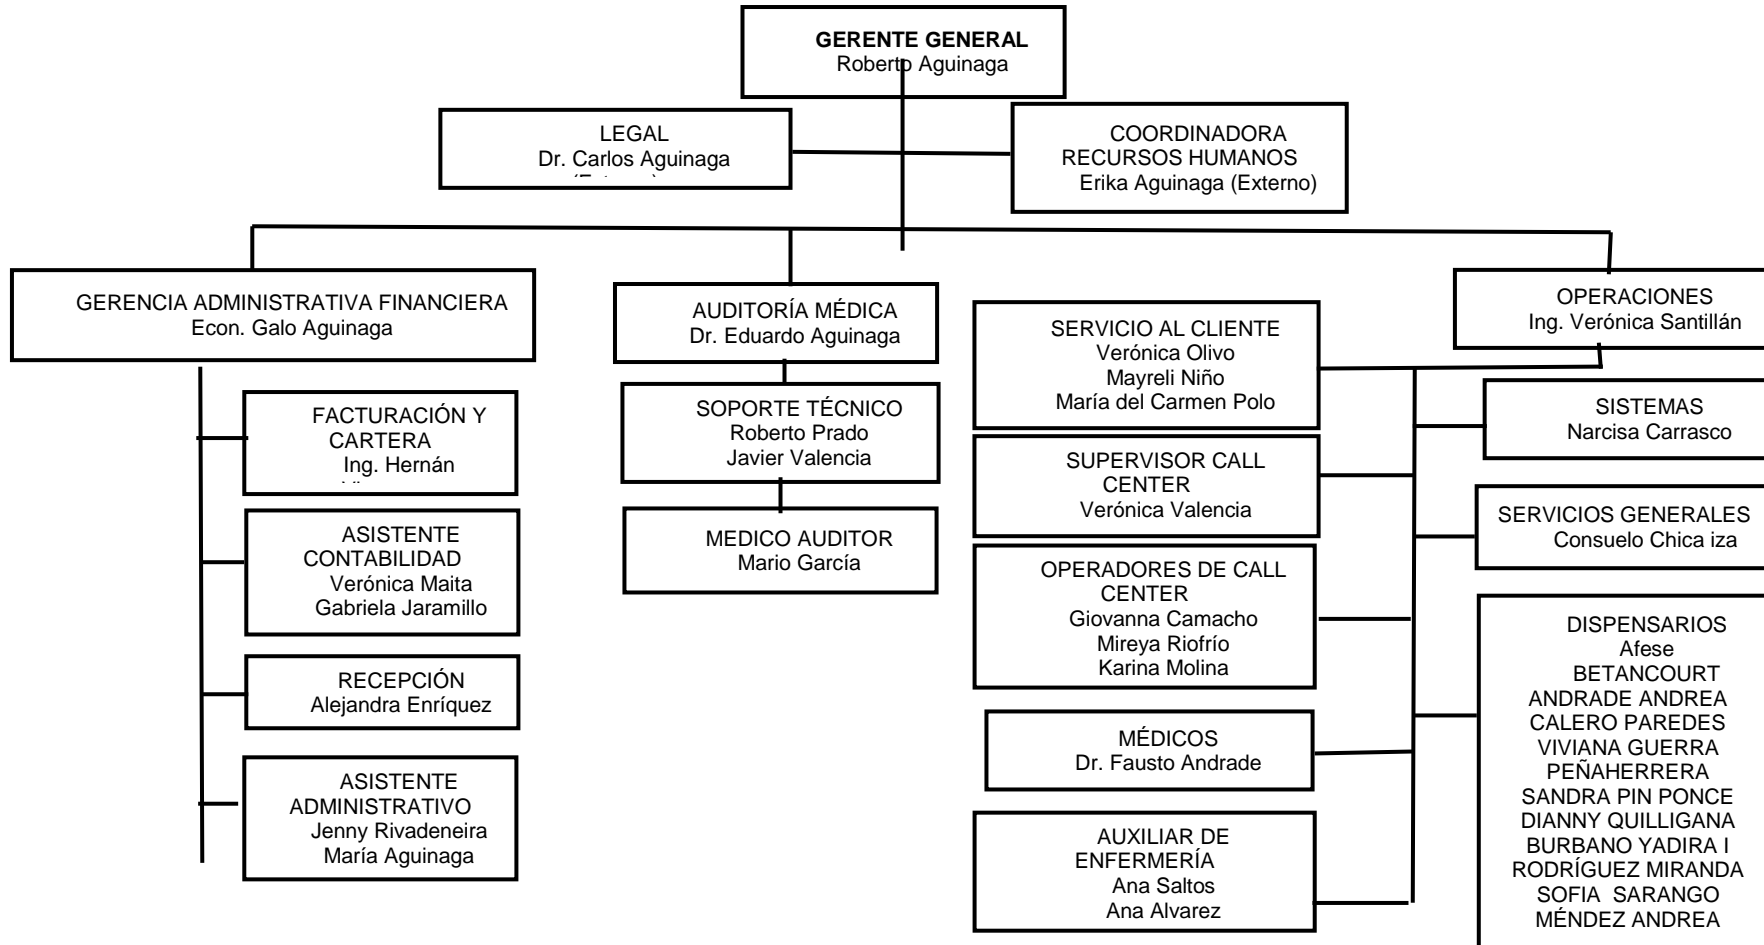 GERENTE GENERAL
Roberto Aguinaga
LEGAL
Dr. Carlos Aguinaga
COORDINADORA
RECURSOS HUMANOS
Erika Aguinaga (Externo)
GERENCIA ADMINISTRATIVA FINANCIERA
Econ. Galo Aguinaga
FACTURACIÓN Y
CARTERA
Ing. Hernán
ASISTENTE
CONTABILIDAD
Verónica Maita
Gabriela Jaramillo
RECEPCIÓN
Alejandra Enríquez
ASISTENTE
ADMINISTRATIVO
Jenny Rivadeneira
María Aguinaga
AUDITORÍA MÉDICA
Dr. Eduardo Aguinaga
SOPORTE TÉCNICO
Roberto Prado
Javier Valencia
MEDICO AUDITOR
Mario García
OPERACIONES
Ing. Verónica Santillán
SERVICIO AL CLIENTE
Verónica Olivo
Mayreli Niño
María del Carmen Polo
SUPERVISOR CALL
CENTER
Verónica Valencia
OPERADORES DE CALL
CENTER
Giovanna Camacho
Mireya Riofrío
Karina Molina
MÉDICOS
Dr. Fausto Andrade
AUXILIAR DE
ENFERMERÍA
Ana Saltos
Ana Alvarez
SISTEMAS
Narcisa Carrasco
SERVICIOS GENERALES
Consuelo Chica iza
DISPENSARIOS
Afese
BETANCOURT
ANDRADE ANDREA
CALERO PAREDES
VIVIANA GUERRA
PEÑAHERRERA
SANDRA PIN PONCE
DIANNY QUILLIGANA
BURBANO YADIRA I
RODRÍGUEZ MIRANDA
SOFIA  SARANGO
MÉNDEZ ANDREA